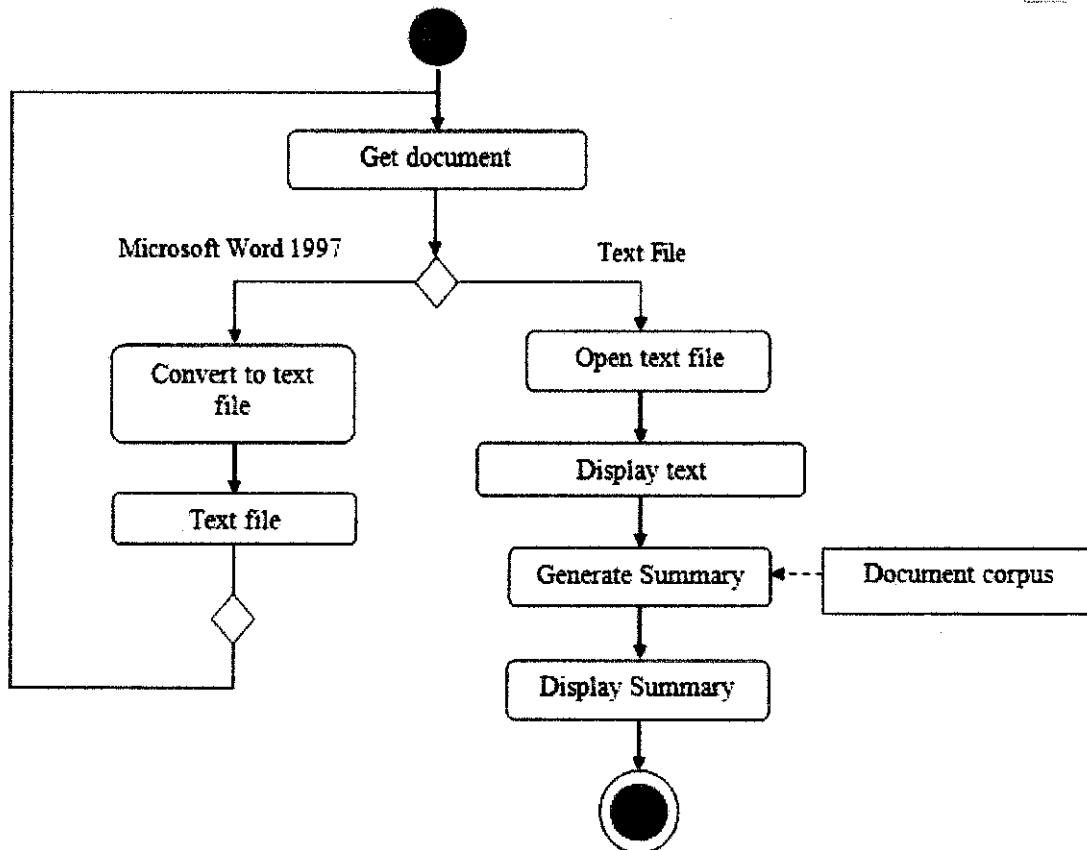 Get document
Microsoft Word 1997
Text File
Convert to text
file
Text file
Open text file
Display text
Generate Summary
Document corpus
Display Summary